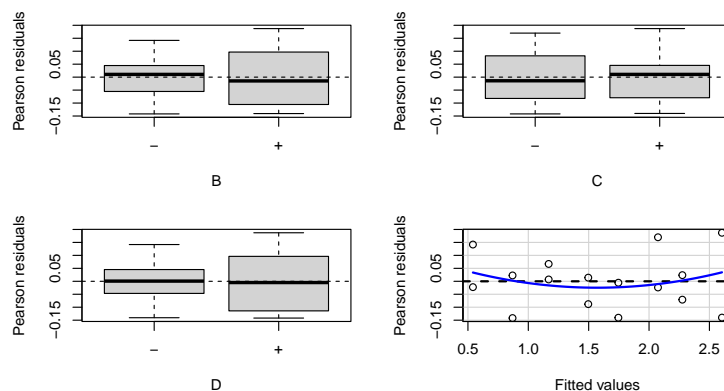 Pearson residuals
0.05
−0.15
−
+
B
Pearson residuals
0.05
−0.15
−
+
C
Pearson residuals
0.05
−0.15
−
+
D
Pearson residuals
0.05
−0.15
0.5 1.0 1.5 2.0 2.5
Fitted values